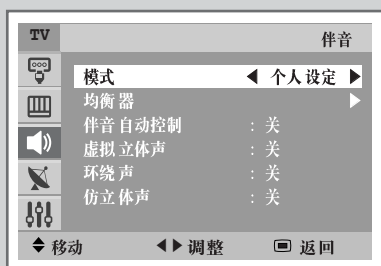 TV 伴音
模式 ◀ 个人设定 ▶
均衡器 ▶
伴音自动控制 : 关
虚拟立体声 : 关
环绕声 : 关
仿立体声 : 关
移动 调整 返回